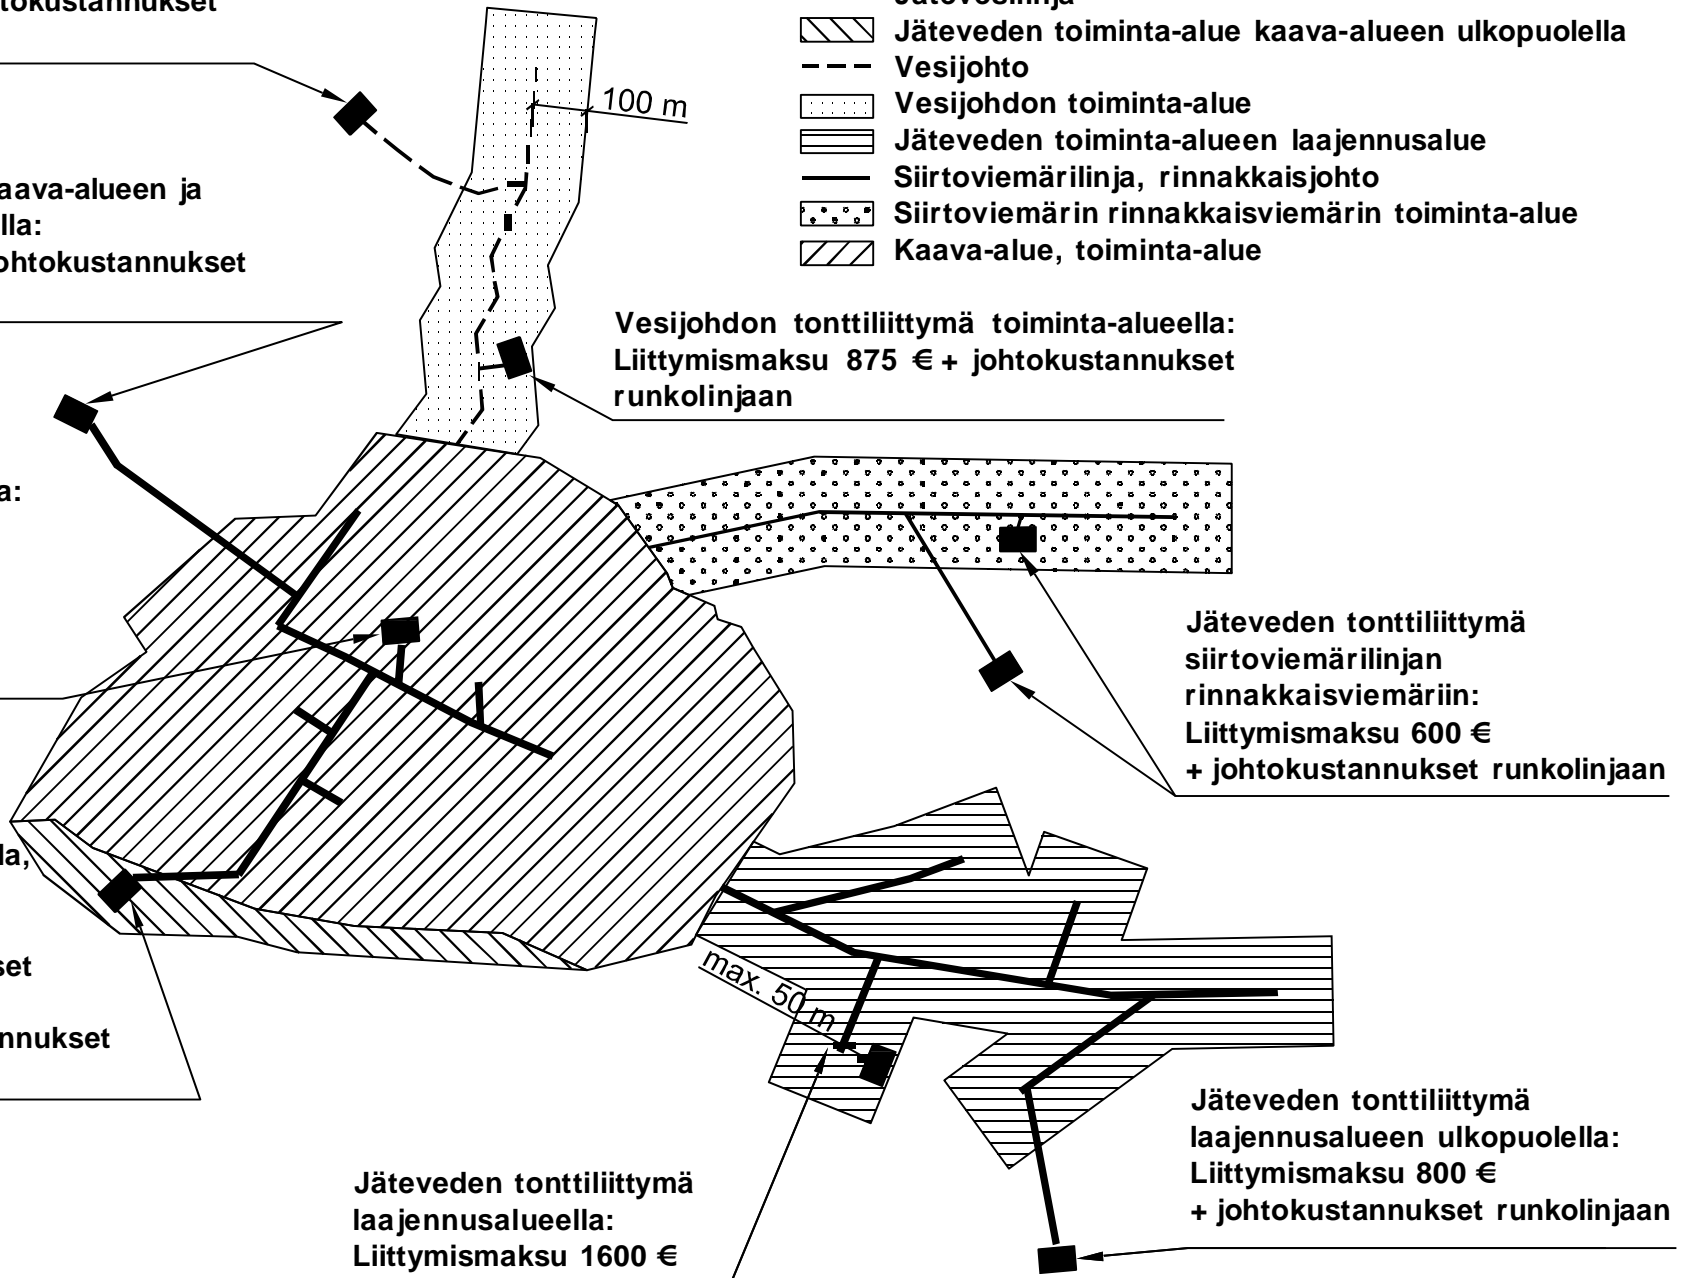 Jäteveden toiminta-alue kaava-alueen ulkopuolella
Vesijohto
Vesijohdon toiminta-alue
Jäteveden toiminta-alueen laajennusalue
Siirtoviemärilinja, rinnakkaisjohto
Siirtoviemärin rinnakkaisviemärin toiminta-alue
Kaava-alue, toiminta-alue
100 m
aava-alueen ja
lla:
ohtokustannukset
Vesijohdon tonttiliittymä toiminta-alueella:
Liittymismaksu 875 € + johtokustannukset
runkolinjaan
a:
Jäteveden tonttiliittymä
siirtoviemärilinjan
rinnakkaisviemäriin:
Liittymismaksu 600 €
+ johtokustannukset runkolinjaan
la,
set
nnukset
max. 50 m
Jäteveden tonttiliittymä
laajennusalueella:
Liittymismaksu 1600 €
Jäteveden tonttiliittymä
laajennusalueen ulkopuolella:
Liittymismaksu 800 €
+ johtokustannukset runkolinjaan